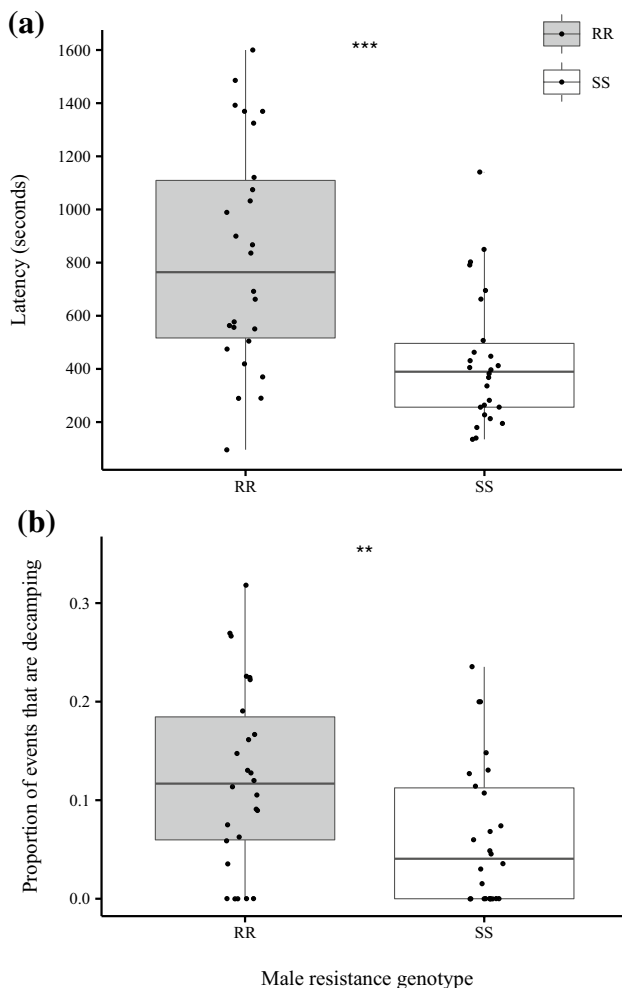 (a)
***
RR
SS
Latency (seconds)
1600
1400
1200
1000
800
600
400
200
RR SS
(b)
**
Proportion of events that are decamping
0.3
0.2
0.1
0.0
RR SS
Male resistance genotype